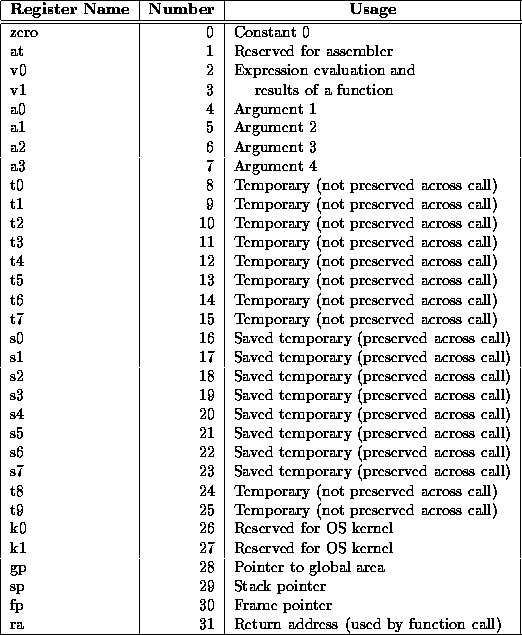 Register Name Number Usage
zero 0 Constant 0
at 1 Reserved for assembler
v0 2 Expression evaluation and
v1 3 results of a function
a0 4 Argument 1
a1 5 Argument 2
a2 6 Argument 3
a3 7 Argument 4
t0 8 Temporary (not preserved across call)
t1 9 Temporary (not preserved across call)
t2 10 Temporary (not preserved across call)
t3 11 Temporary (not preserved across call)
t4 12 Temporary (not preserved across call)
t5 13 Temporary (not preserved across call)
t6 14 Temporary (not preserved across call)
t7 15 Temporary (not preserved across call)
s0 16 Saved temporary (preserved across call)
s1 17 Saved temporary (preserved across call)
s2 18 Saved temporary (preserved across call)
s3 19 Saved temporary (preserved across call)
s4 20 Saved temporary (preserved across call)
s5 21 Saved temporary (preserved across call)
s6 22 Saved temporary (preserved across call)
s7 23 Saved temporary (preserved across call)
t8 24 Temporary (not preserved across call)
t9 25 Temporary (not preserved across call)
k0 26 Reserved for OS kernel
k1 27 Reserved for OS kernel
gp 28 Pointer to global area
sp 29 Stack pointer
fp 30 Frame pointer
ra 31 Return address (used by function call)